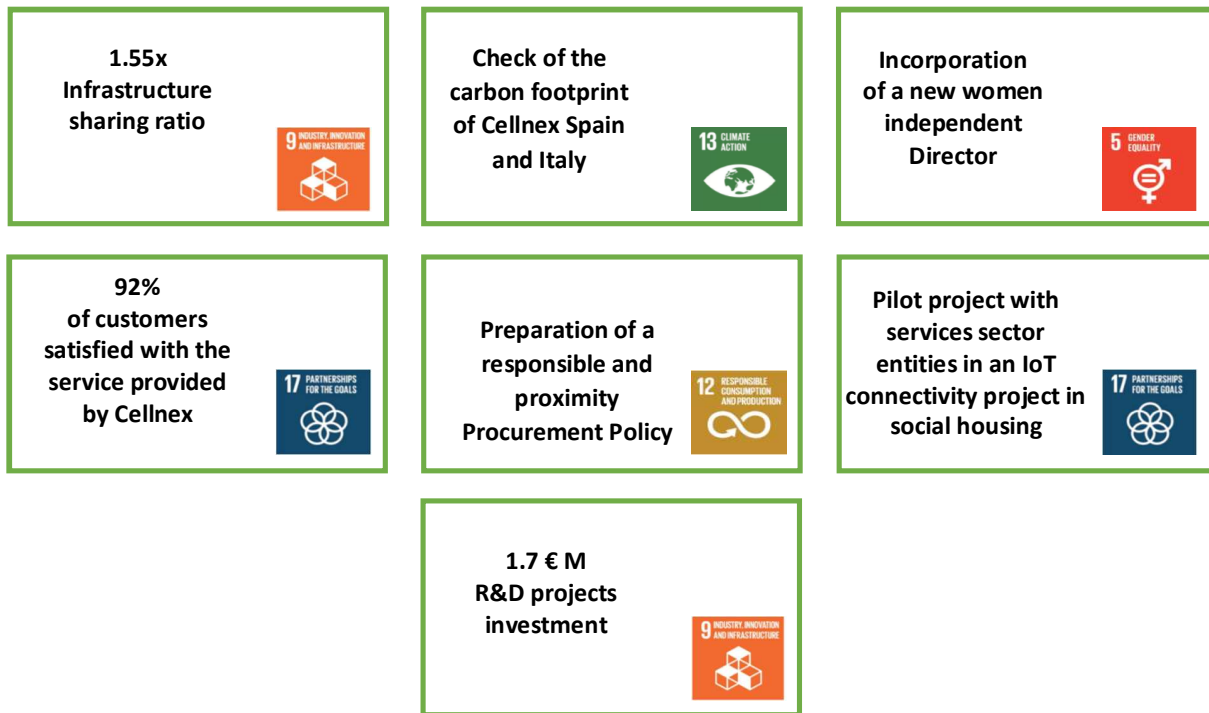 1.55x
Infrastructure
sharing ratio
9 INDUSTRY, INNOVATION
AND INFRASTRUCTURE
Check of the
carbon footprint
of Cellnex Spain
and Italy
13 CLIMATE
ACTION
Incorporation
of a new women
independent
Director
5 GENDER
EQUALITY
92%
of customers
satisfied with the
service provided
by Cellnex
17 PARTNERSHIPS
FOR THE GOALS
Preparation of a
responsible and
proximity
Procurement Policy
12 RESPONSIBLE
CONSUMPTION
AND PRODUCTION
Pilot project with
services sector
entities in an IoT
connectivity project in
social housing
17 PARTNERSHIPS
FOR THE GOALS
1.7 € M
R&D projects
investment
9 INDUSTRY, INNOVATION
AND INFRASTRUCTURE